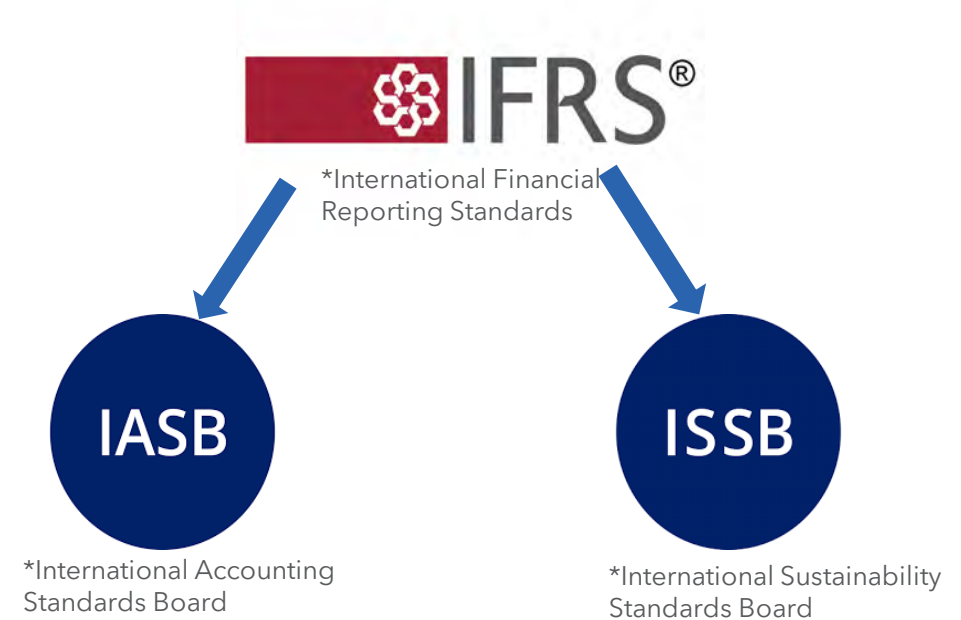 IFRS®
*International Financial
Reporting Standards
IASB
ISSB
*International Accounting
Standards Board
*International Sustainability
Standards Board